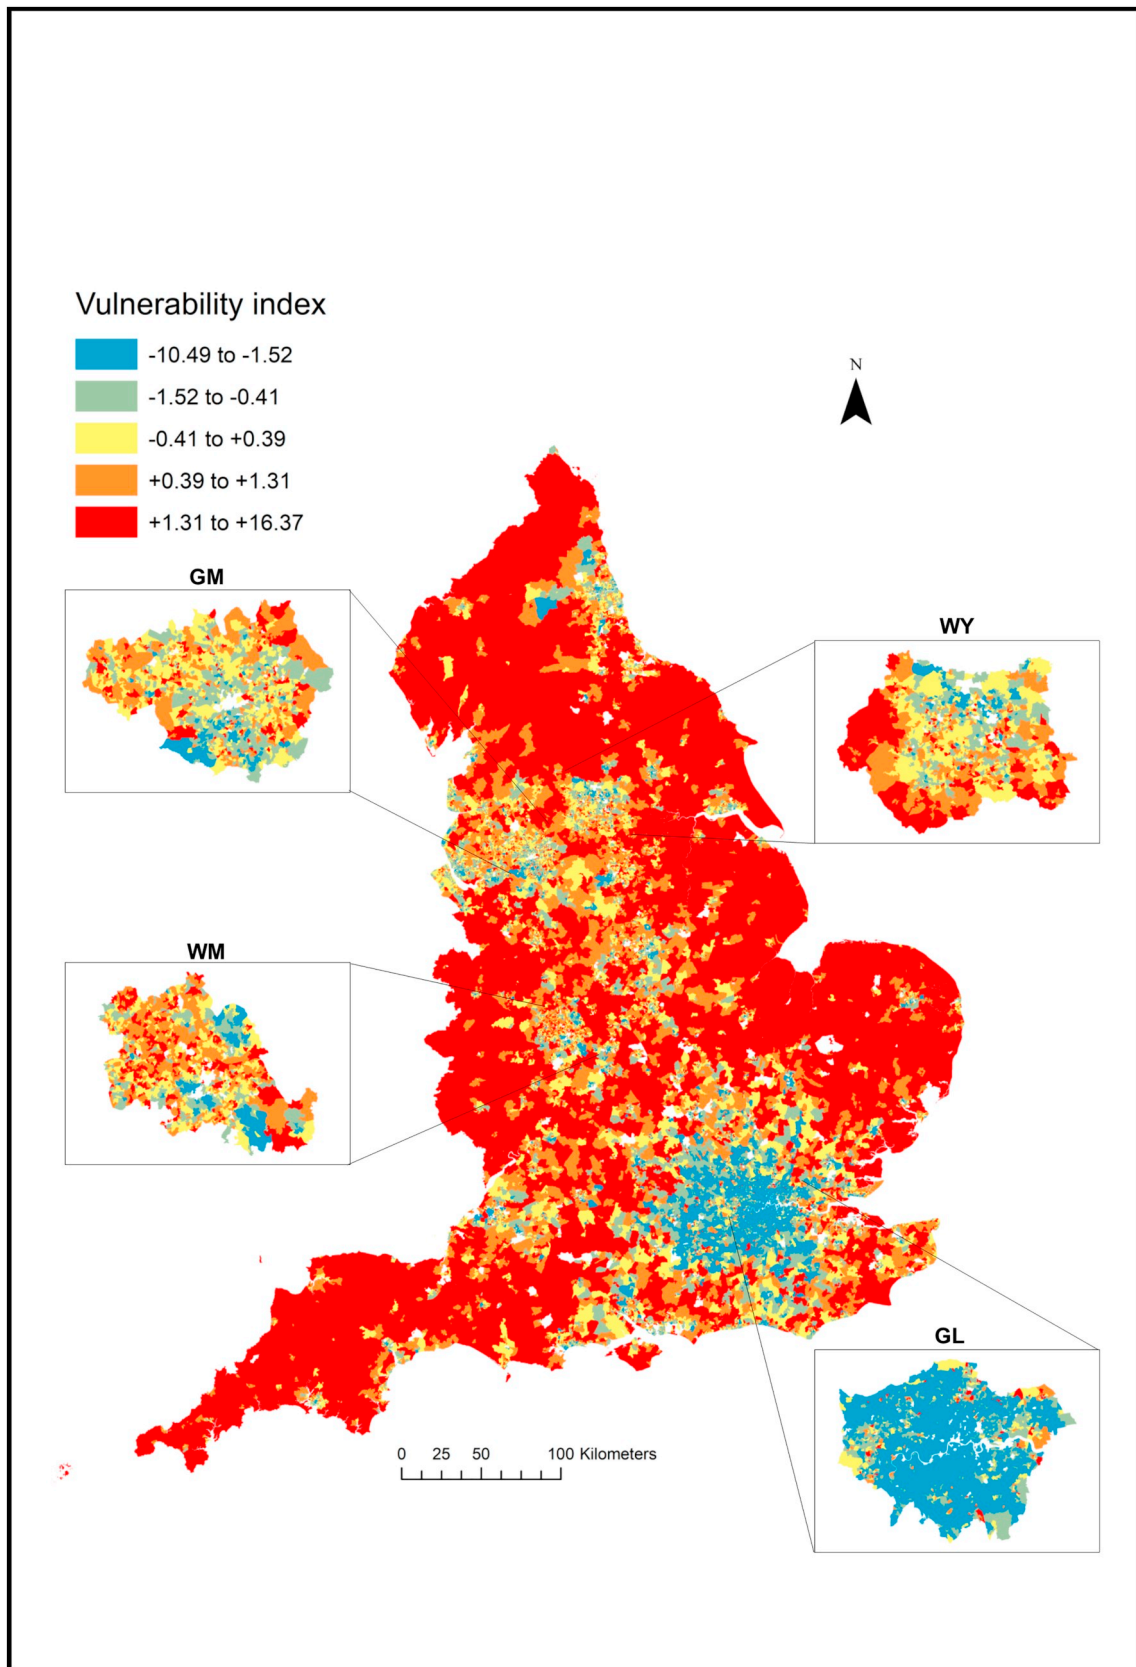 Vulnerability index
-10.49 to -1.52
-1.52 to -0.41
-0.41 to +0.39
+0.39 to +1.31
+1.31 to +16.37
N
GM
WY
WM
GL
0 25 50 100 Kilometers